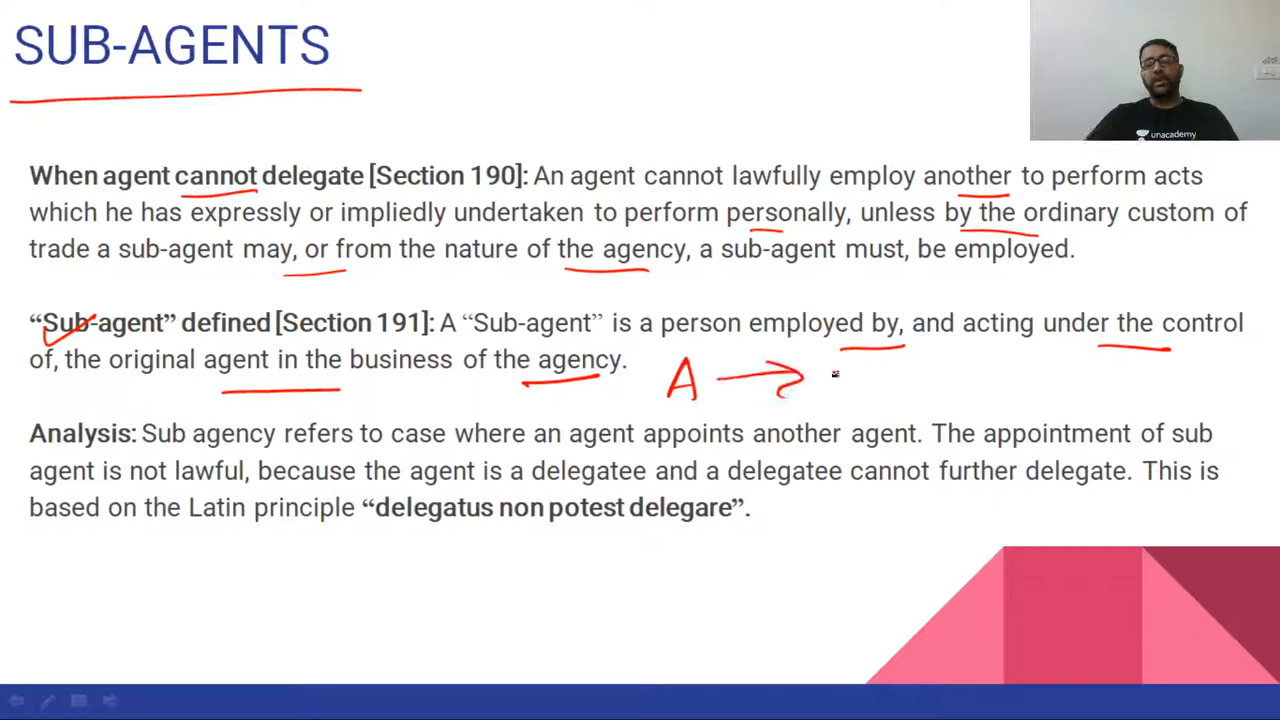 SUB-AGENTS
unacademy
When agent cannot delegate [Section 190]: An agent cannot lawfully employ another to perform acts
which he has expressly or impliedly undertaken to perform personally, unless by the ordinary custom of
trade a sub-agent may, or from the nature of the agency, a sub-agent must, be employed.
“Sub-agent” defined [Section 191]: A “Sub-agent” is a person employed by, and acting under the control
of, the original agent in the business of the agency.
A →
Analysis: Sub agency refers to case where an agent appoints another agent. The appointment of sub
agent is not lawful, because the agent is a delegatee and a delegatee cannot further delegate. This is
based on the Latin principle “delegatus non potest delegare”.